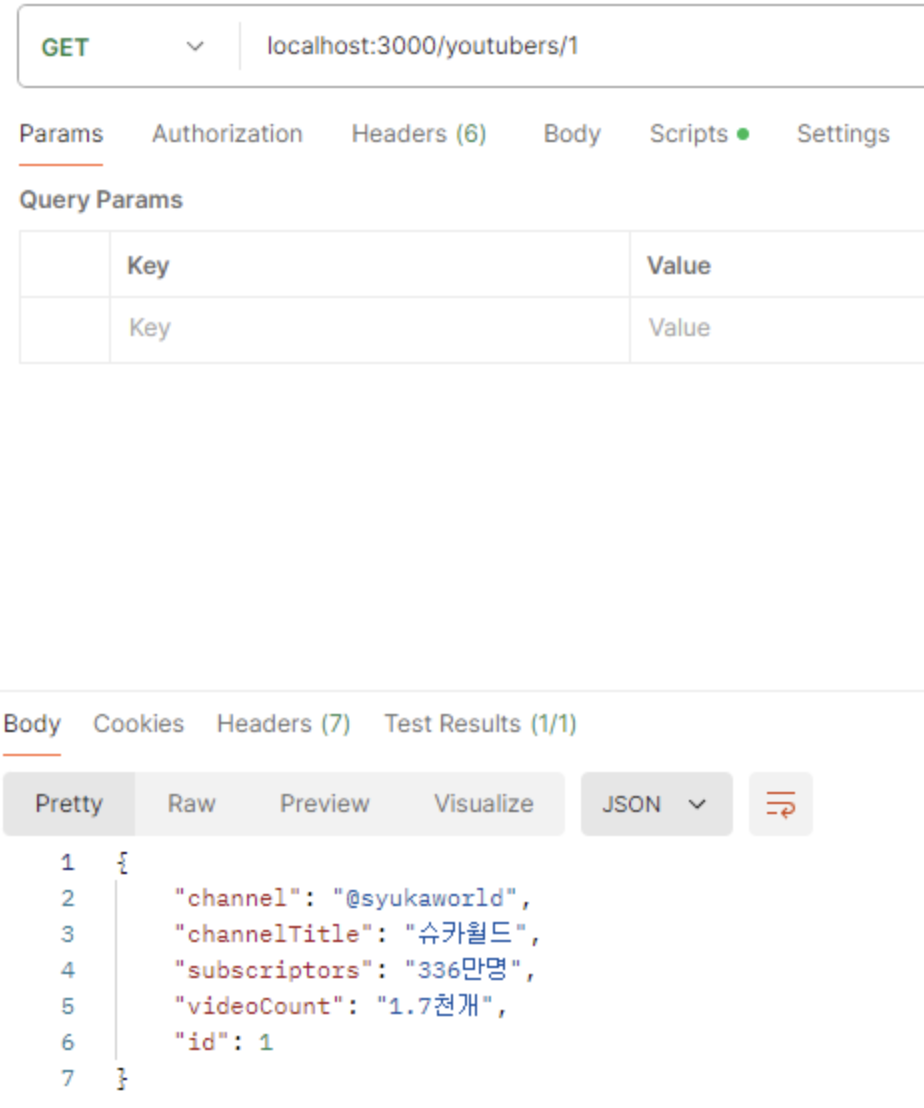 GET localhost:3000/youtubers/1
Params Authorization Headers (6) Body Scripts Settings
Query Params
Key Value
Key Value
Body Cookies Headers (7) Test Results (1/1)
Pretty Raw Preview Visualize JSON
1 {
2 "channel": "@syukaworld",
3 "channelTitle": "슈카월드",
4 "subscriptors": "336만명",
5 "videoCount": "1.7천개",
6 "id": 1
7 }